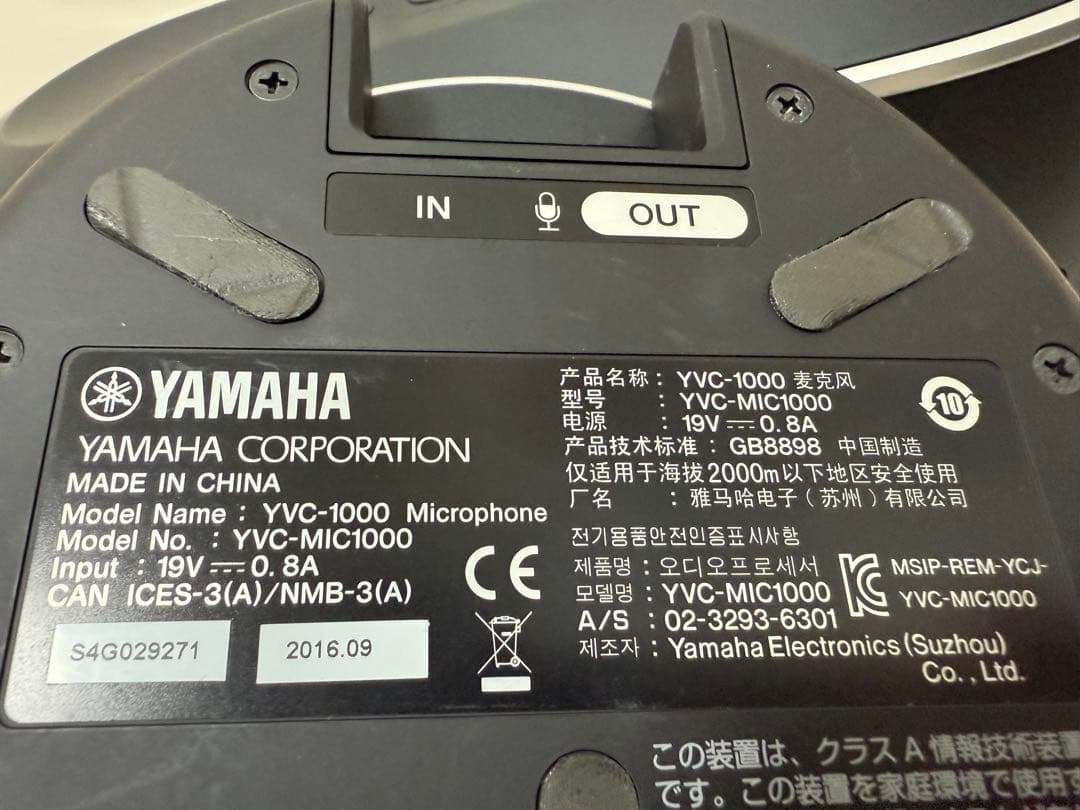 IN OUT
YAMAHA
YAMAHA CORPORATION
MADE IN CHINA
Model Name : YVC-1000 Microphone
Model No. : YVC-MIC1000
Input : 19V⎓0.8A
CAN ICES-3(A)/NMB-3(A)
CE
S4G029271
2016.09
产品名称 : YVC-1000 麦克风
型号 : YVC-MIC1000
电源 : 19V⎓0.8A
产品技术标准 : GB8898 中国制造
仅适用于海拔2000m以下地区安全使用
厂名 : 雅马哈电子(苏州)有限公司
10
전기용품안전인증표시사항
제품명 : 오디오프로세서
모델명 : YVC-MIC1000
A/S : 02-3293-6301
제조자 : Yamaha Electronics (Suzhou)
Co., Ltd.
MSIP-REM-YCJ-
YVC-MIC1000
この装置は、クラスA情報技術装置
です。この装置を家庭環境で使用す